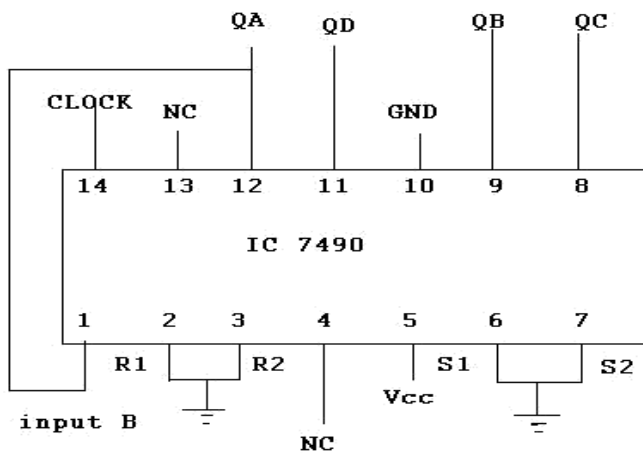 QA QD QB QC
CLOCK NC GND
14 13 12 11 10 9 8
IC 7490
1 2 3 4 5 6 7
R1 R2 S1 S2
Vcc
input B
NC